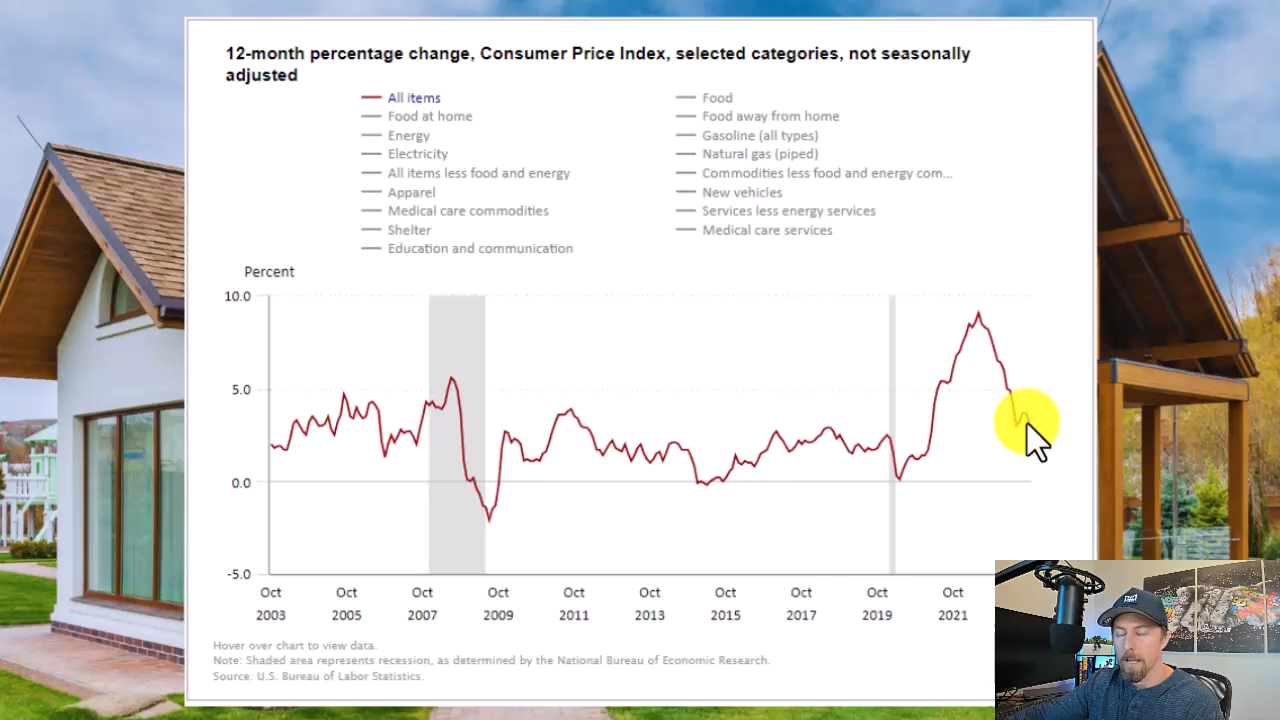 12-month percentage change, Consumer Price Index, selected categories, not seasonally
adjusted
All items
Food
Food at home
Food away from home
Energy
Gasoline (all types)
Electricity
Natural gas (piped)
All items less food and energy
Commodities less food and energy com...
Apparel
New vehicles
Medical care commodities
Services less energy services
Shelter
Medical care services
Education and communication
Percent
10.0
5.0
0.0
-5.0
Oct Oct Oct Oct Oct Oct Oct Oct Oct Oct
2003 2005 2007 2009 2011 2013 2015 2017 2019 2021
Hover over chart to view data.
Note: Shaded area represents recession, as determined by the National Bureau of Economic Research.
Source: U.S. Bureau of Labor Statistics.